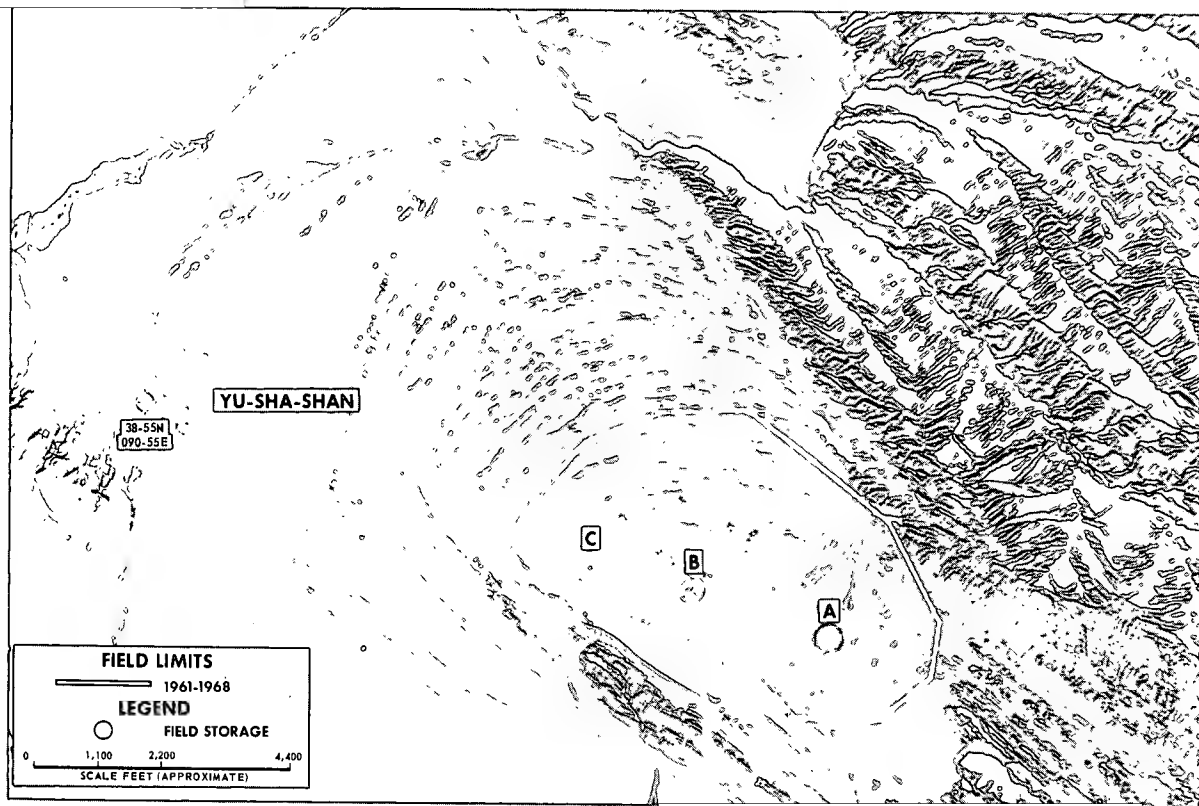 YU-SHA-SHAN
38-55N
090-55E
C
B
A
FIELD LIMITS
1961-1968
LEGEND
FIELD STORAGE
0 1,100 2,200 4,400
SCALE FEET (APPROXIMATE)